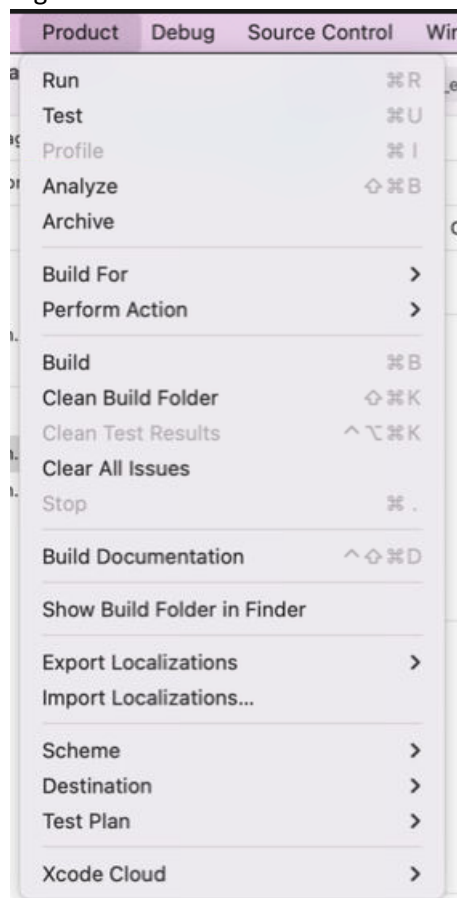 Product Debug Source Control
Run ⌘R
Test ⌘U
Profile ⌘I
Analyze ⇧⌘B
Archive
Build For >
Perform Action >
Build ⌘B
Clean Build Folder ⇧⌘K
Clean Test Results ^⌥⌘K
Clear All Issues
Stop ⌘.
Build Documentation ^⇧⌘D
Show Build Folder in Finder
Export Localizations >
Import Localizations...
Scheme >
Destination >
Test Plan >
Xcode Cloud >